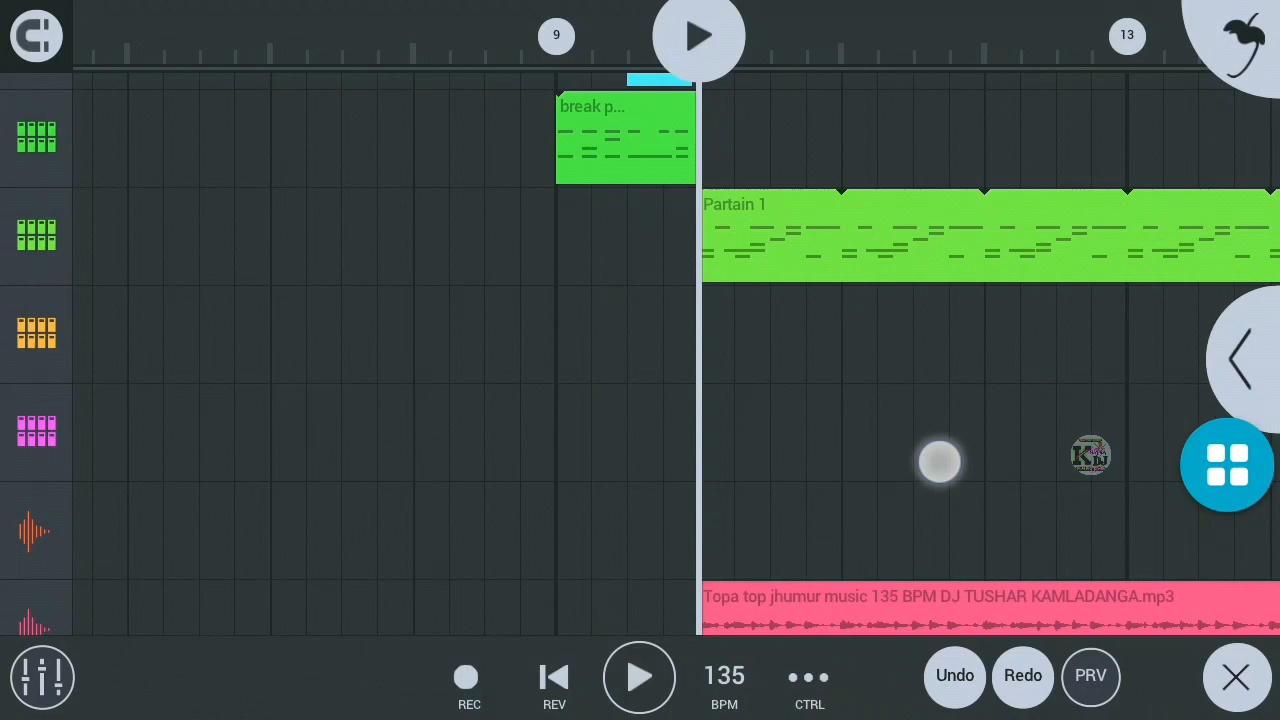 9
13
break p...
Partain 1
K DJ
Topa top jhumur music 135 BPM DJ TUSHAR KAMLADANGA.mp3
135
Undo
Redo
PRV
REC
REV
BPM
CTRL